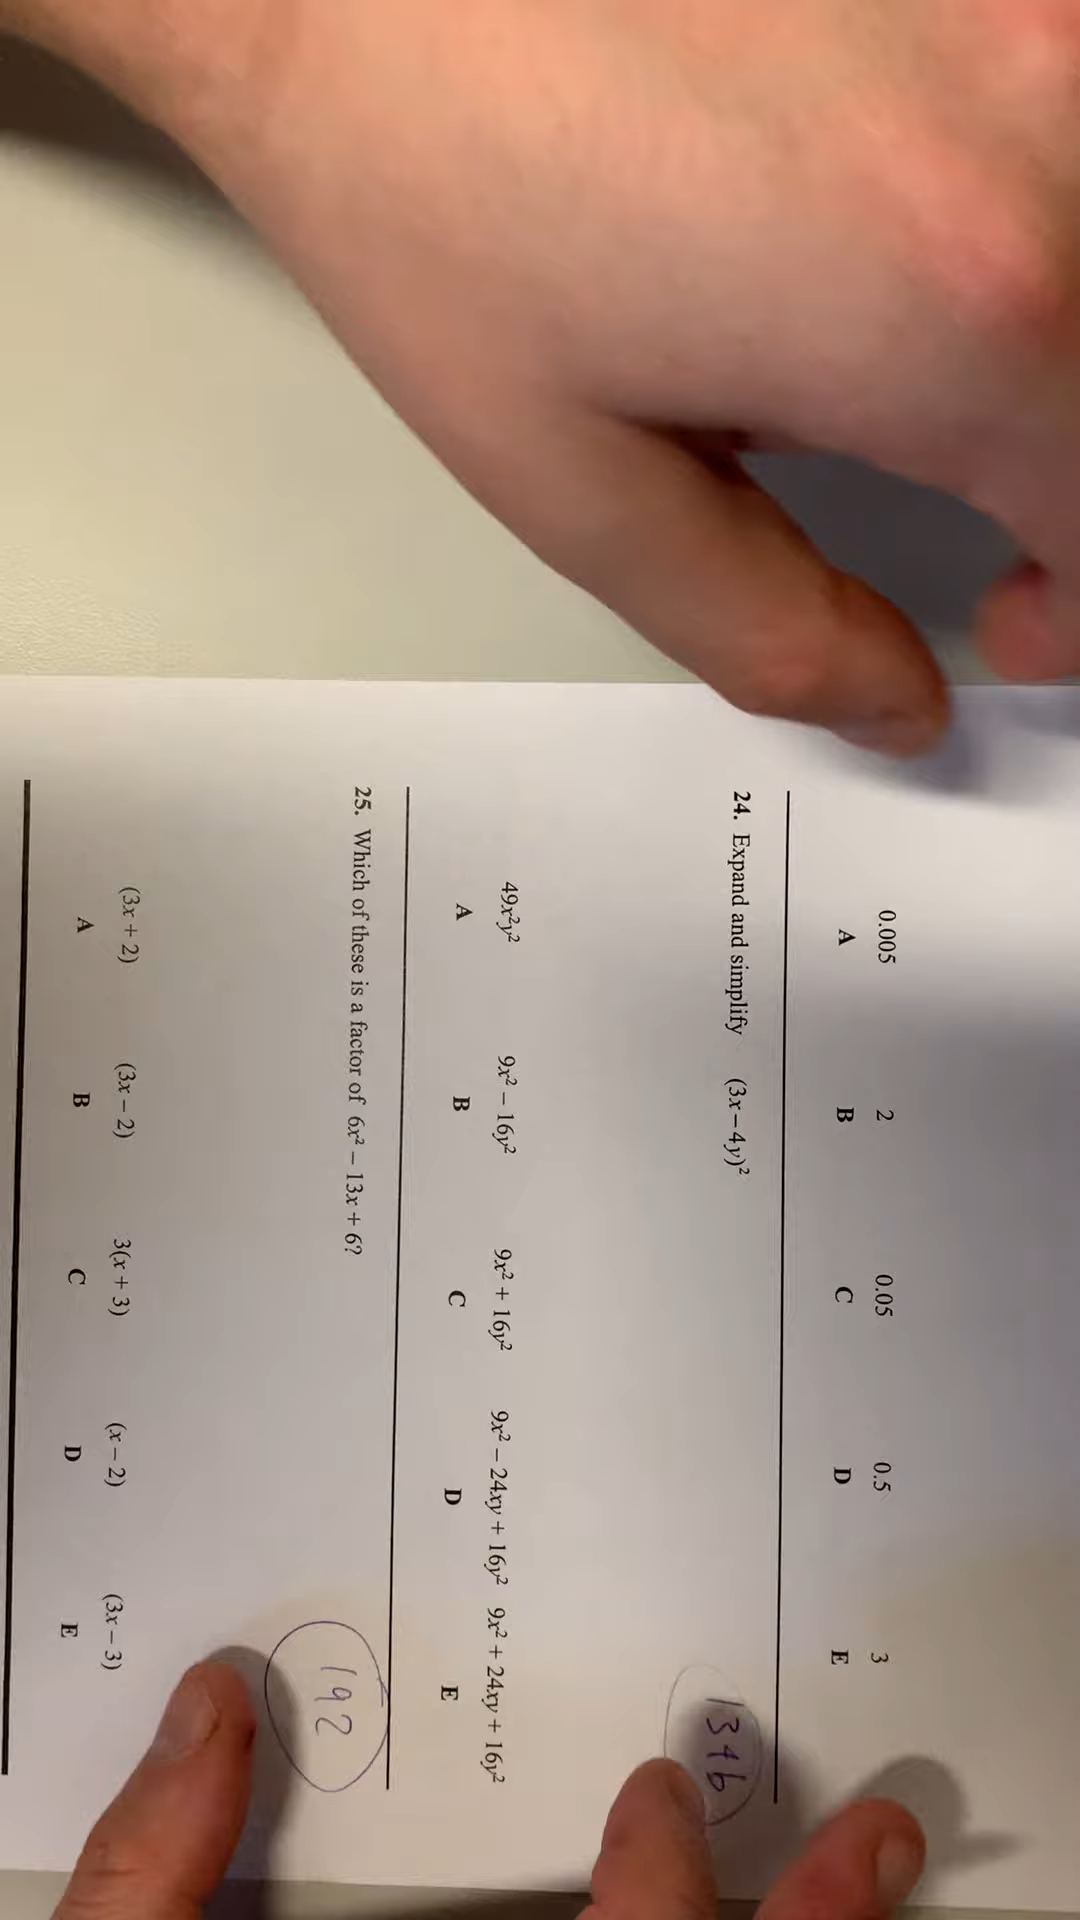 0.005 2 0.05 0.5 3
A B C D E
24. Expand and simplify (3x – 4y)²
1346
49x²y² 9x² – 16y² 9x² + 16y² 9x² – 24xy + 16y² 9x² + 24xy + 16y²
A B C D E
25. Which of these is a factor of 6x² – 13x + 6?
192
(3x + 2) (3x – 2) 3(x + 3) (x – 2) (3x – 3)
A B C D E